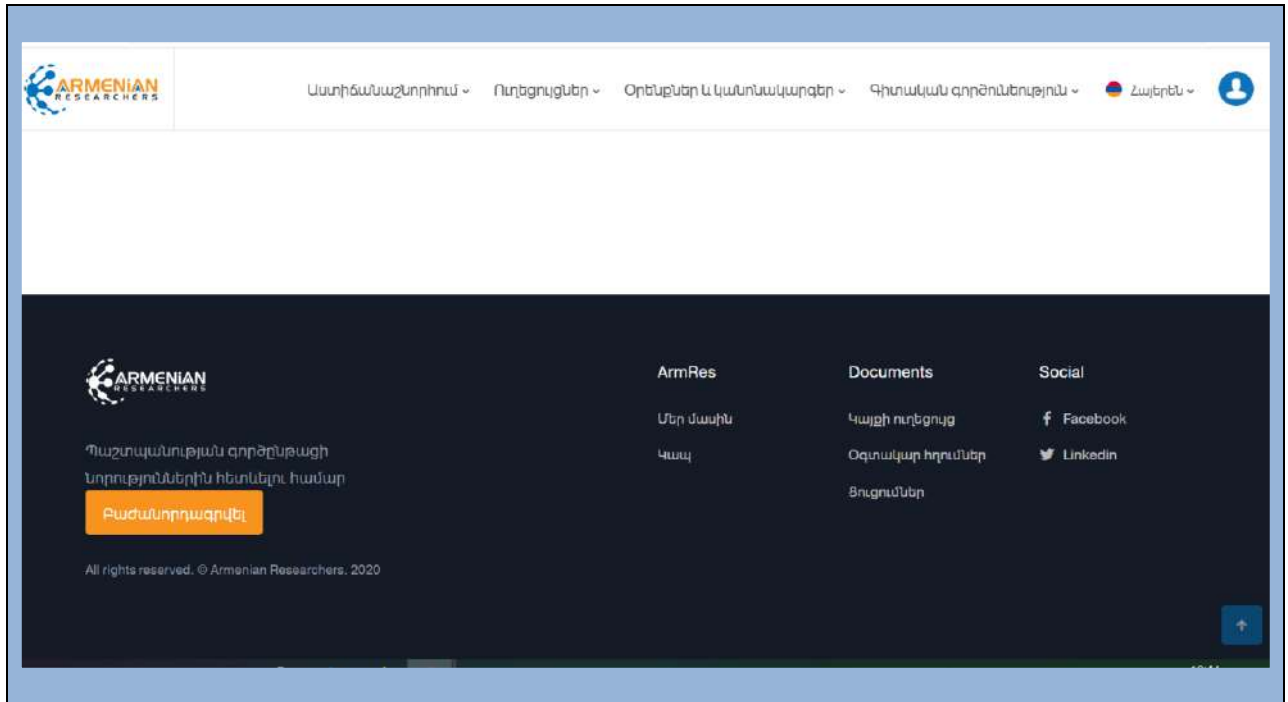 ARMENIAN
RESEARCHERS
Աստիճանաշնորհում
Ուղեցույցներ
Օրենքներ և կանոնակարգեր
Գիտական գործունեություն
Հայերեն
ARMENIAN
RESEARCHERS
Պաշտպանության գործընթացի
նորություններին հետևելու համար
Բաժանորդագրվել
All rights reserved. © Armenian Researchers. 2020
ArmRes
Մեր մասին
Կապ
Documents
Կայքի ուղեցույց
Օգտակար հղումներ
Ցուցումներ
Social
Facebook
Linkedin